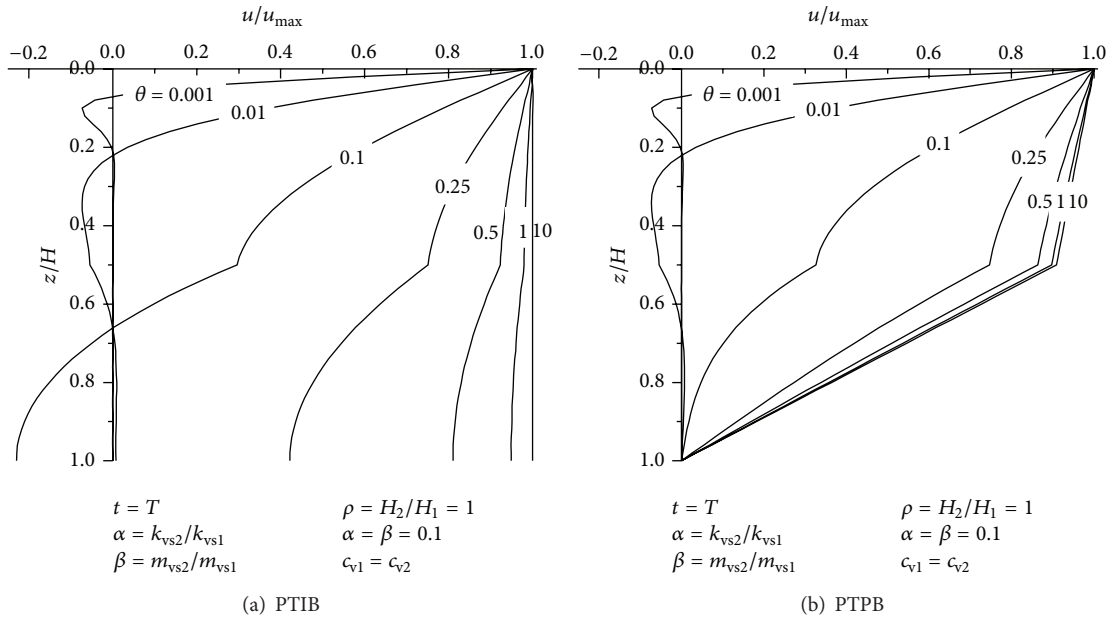 u/u_max
−0.2 0.0 0.2 0.4 0.6 0.8 1.0
0.0
θ = 0.001
0.01
0.2
0.1
0.25
0.4
0.5 1 10
z/H
0.6
0.8
1.0
t = T
α = k_vs2/k_vs1
β = m_vs2/m_vs1
ρ = H_2/H_1 = 1
α = β = 0.1
c_v1 = c_v2
(a) PTIB
u/u_max
−0.2 0.0 0.2 0.4 0.6 0.8 1.0
0.0
θ = 0.001
0.01
0.2
0.1
0.25
0.5 1 10
0.4
z/H
0.6
0.8
1.0
t = T
α = k_vs2/k_vs1
β = m_vs2/m_vs1
ρ = H_2/H_1 = 1
α = β = 0.1
c_v1 = c_v2
(b) PTPB